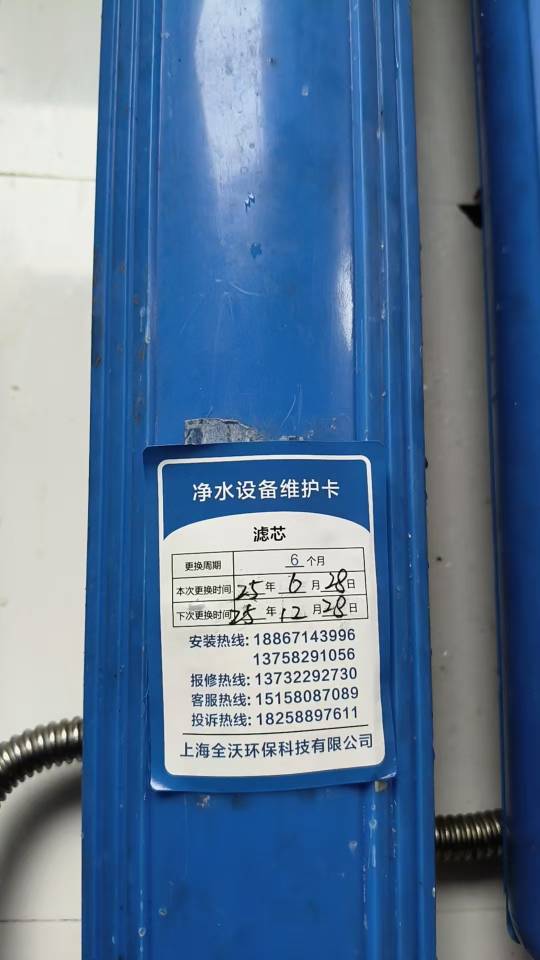 净水设备维护卡
滤芯
更换周期 6 个月
本次更换时间 25 年 6 月 28 日
下次更换时间 25 年 12 月 28 日
安装热线: 18867143996
13758291056
报修热线: 13732292730
客服热线: 15158087089
投诉热线: 18258897611
上海全沃环保科技有限公司